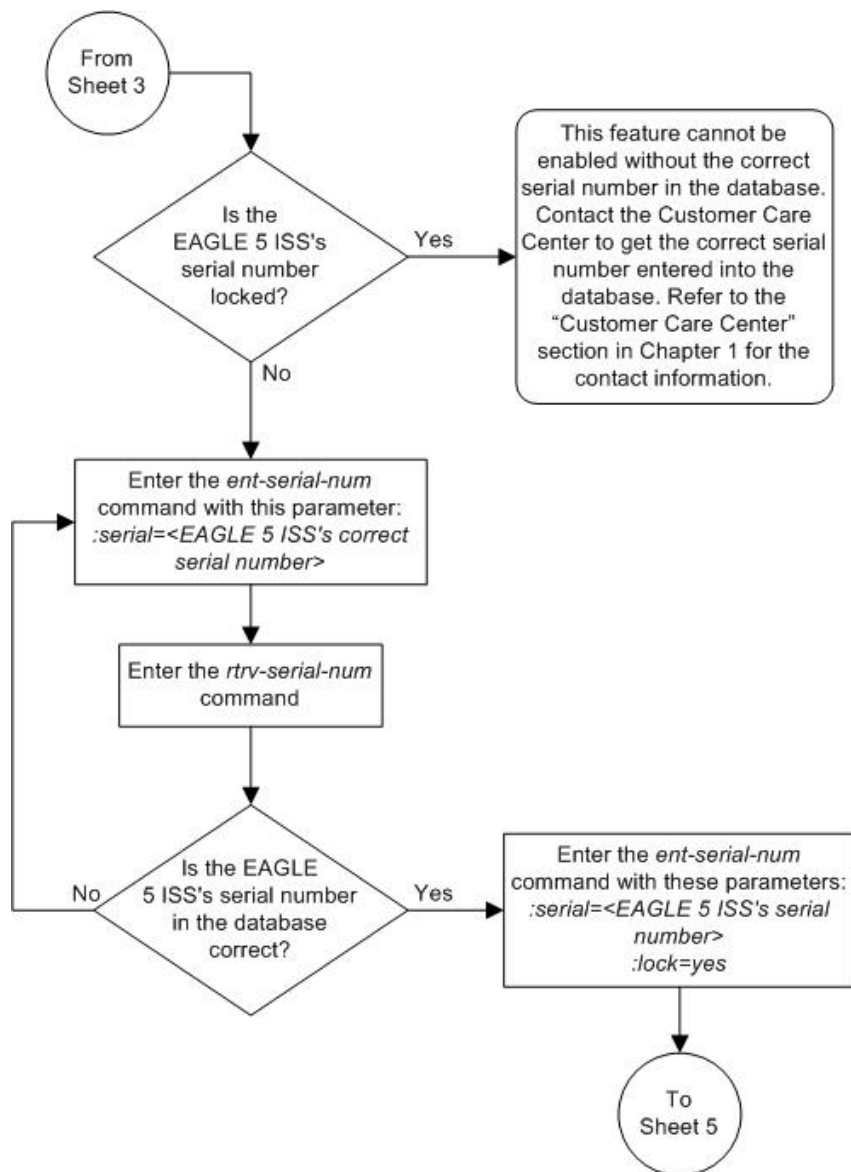 From
Sheet 3
Is the
EAGLE 5 ISS's
serial number
locked?
Yes
This feature cannot be
enabled without the correct
serial number in the database.
Contact the Customer Care
Center to get the correct serial
number entered into the
database. Refer to the
“Customer Care Center”
section in Chapter 1 for the
contact information.
No
Enter the ent-serial-num
command with this parameter:
:serial=<EAGLE 5 ISS's correct
serial number>
Enter the rtrv-serial-num
command
Is the EAGLE
5 ISS's serial number
in the database
correct?
No
Yes
Enter the ent-serial-num
command with these parameters:
:serial=<EAGLE 5 ISS's serial
number>
:lock=yes
To
Sheet 5